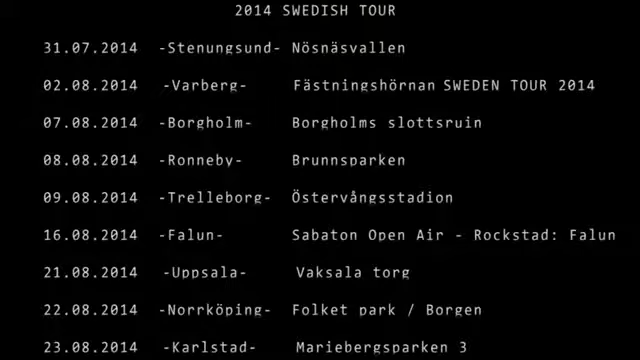 2014 SWEDISH TOUR
31.07.2014 -Stenungsund- Nösnäsvallen
02.08.2014 -Varberg- Fästningshörnan SWEDEN TOUR 2014
07.08.2014 -Borgholm- Borgholms slottsruin
08.08.2014 -Ronneby- Brunnsparken
09.08.2014 -Trelleborg- Östervångsstadion
16.08.2014 -Falun- Sabaton Open Air - Rockstad: Falun
21.08.2014 -Uppsala- Vaksala torg
22.08.2014 -Norrköping- Folket park / Borgen
23.08.2014 -Karlstad- Mariebergsparken 3